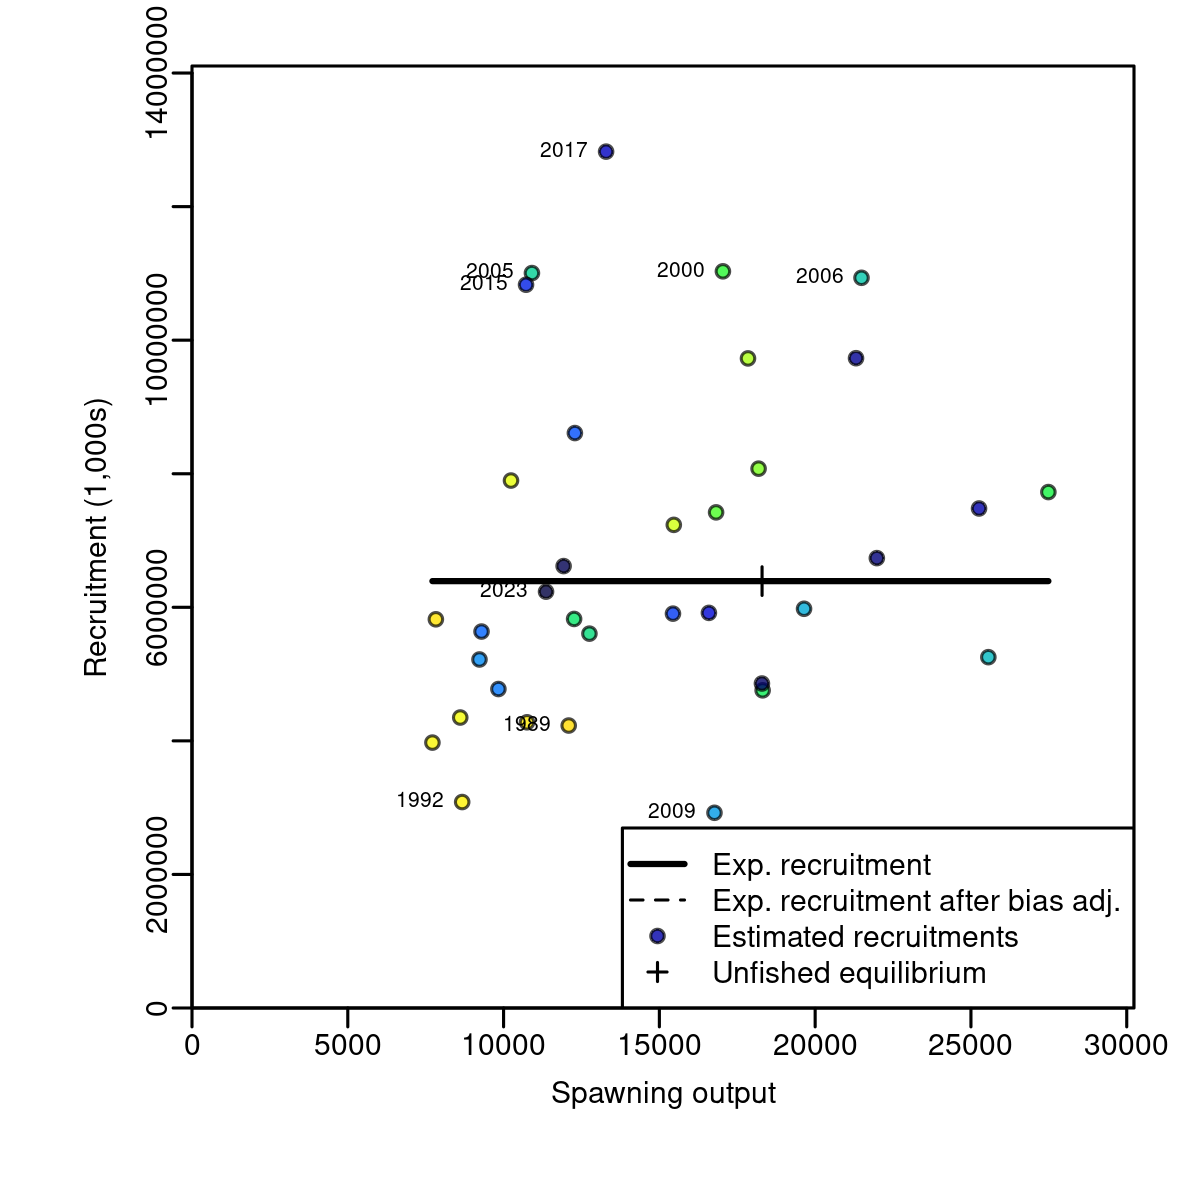 Recruitment (1,000s)
14000000
10000000
6000000
2000000
0
2017
2005
2015
2000
2006
2023
1989
1992
2009
Exp. recruitment
Exp. recruitment after bias adj.
Estimated recruitments
Unfished equilibrium
0 5000 10000 15000 20000 25000 30000
Spawning output